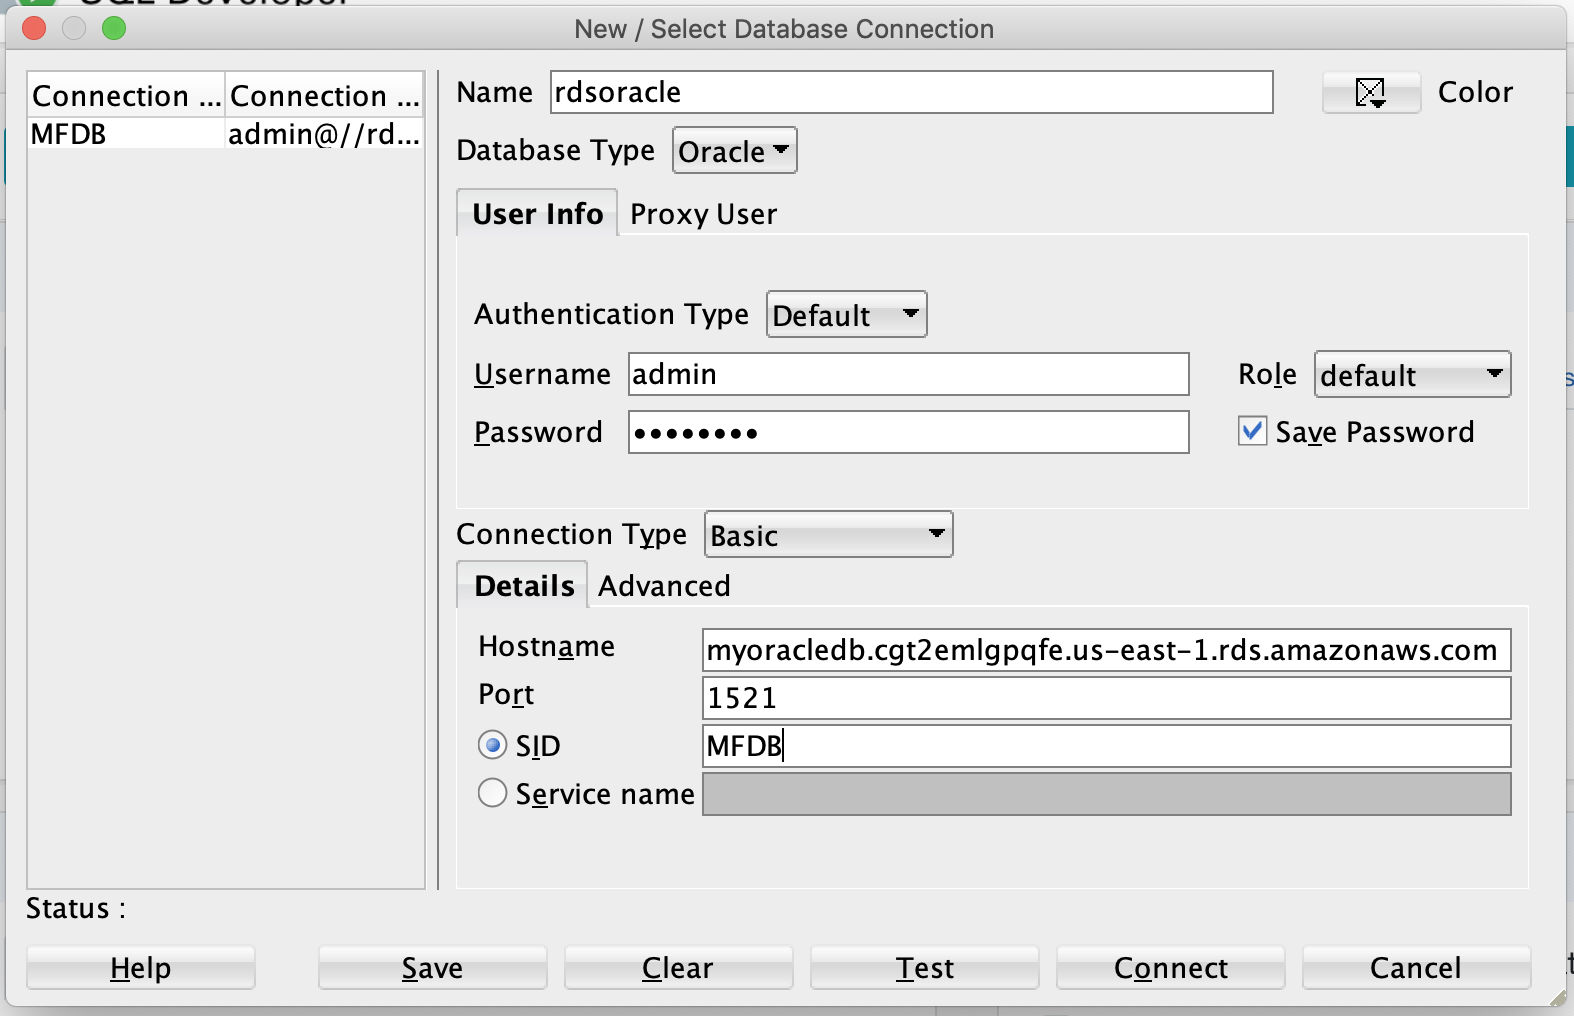 SQL Developer
New / Select Database Connection
Connection ... Connection ...
MFDB admin@//rd...
Name rdsoracle Color
Database Type Oracle
User Info Proxy User
Authentication Type Default
Username admin Role default
Password •••••••• Save Password
Connection Type Basic
Details Advanced
Hostname myoracledb.cgt2emlgpqfe.us-east-1.rds.amazonaws.com
Port 1521
SID MFDB
Service name
Status :
Help Save Clear Test Connect Cancel